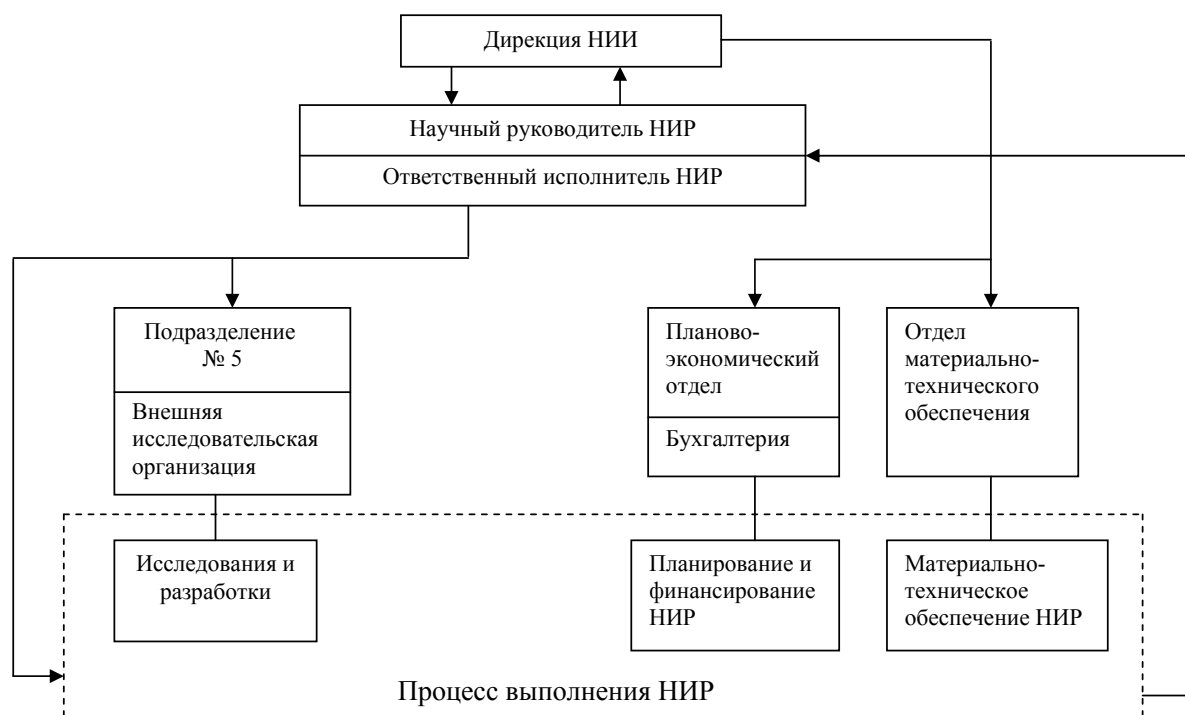 Дирекция НИИ
Научный руководитель НИР
Ответственный исполнитель НИР
Подразделение
№ 5
Внешняя
исследовательская
организация
Планово-
экономический
отдел
Бухгалтерия
Отдел
материально-
технического
обеспечения
Исследования и
разработки
Планирование и
финансирование
НИР
Материально-
техническое
обеспечение НИР
Процесс выполнения НИР